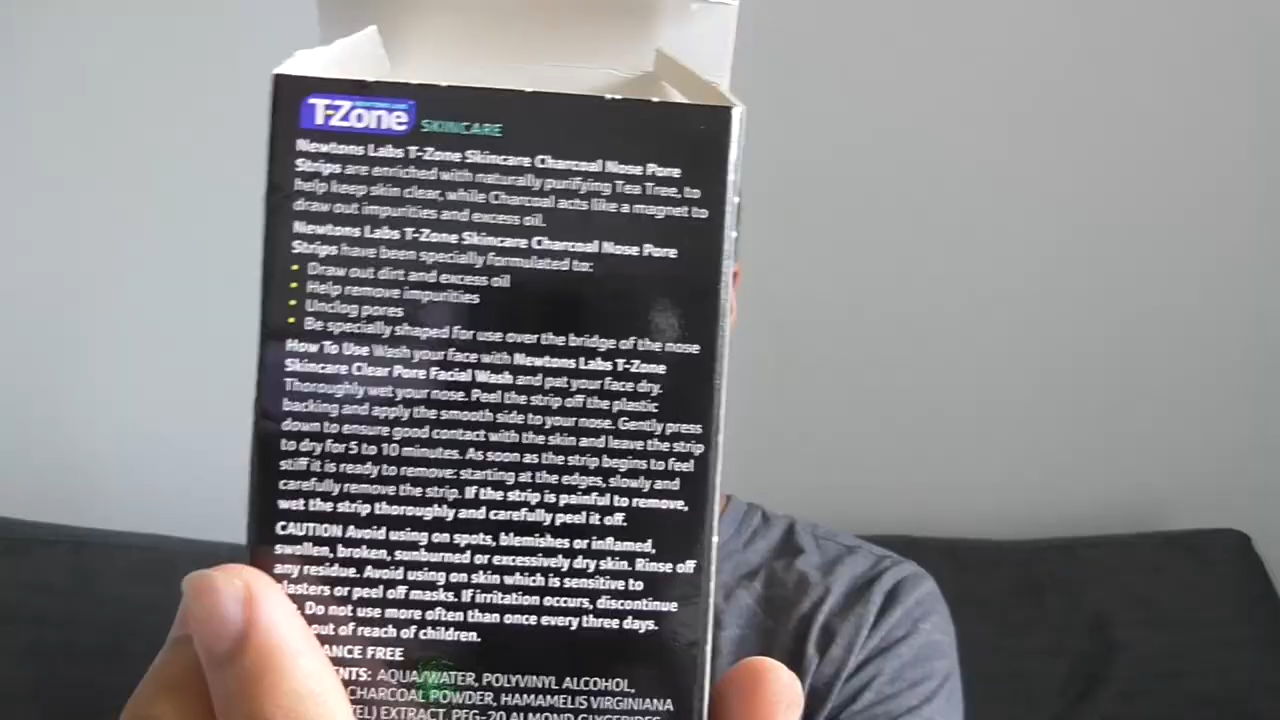 NEWTONS LABS
T-Zone SKINCARE
Newtons Labs T-Zone Skincare Charcoal Nose Pore
Strips are enriched with naturally purifying Tea Tree, to
help keep skin clear, while Charcoal acts like a magnet to
draw out impurities and excess oil.
Newtons Labs T-Zone Skincare Charcoal Nose Pore
Strips have been specially formulated to:
• Draw out dirt and excess oil
• Help remove impurities
• Unclog pores
• Be specially shaped for use over the bridge of the nose
How To Use Wash your face with Newtons Labs T-Zone
Skincare Clear Pore Facial Wash and pat your face dry.
Thoroughly wet your nose. Peel the strip off the plastic
backing and apply the smooth side to your nose. Gently press
down to ensure good contact with the skin and leave the strip
to dry for 5 to 10 minutes. As soon as the strip begins to feel
stiff it is ready to remove: starting at the edges, slowly and
carefully remove the strip. If the strip is painful to remove,
wet the strip thoroughly and carefully peel it off.
CAUTION Avoid using on spots, blemishes or inflamed,
swollen, broken, sunburned or excessively dry skin. Rinse off
any residue. Avoid using on skin which is sensitive to
lasters or peel off masks. If irritation occurs, discontinue
. Do not use more often than once every three days.
out of reach of children.
ANCE FREE
NTS: AQUA/WATER, POLYVINYL ALCOHOL,
CHARCOAL POWDER, HAMAMELIS VIRGINIANA
ZEL) EXTRACT, PEG-20 ALMOND GLYCERIDES,